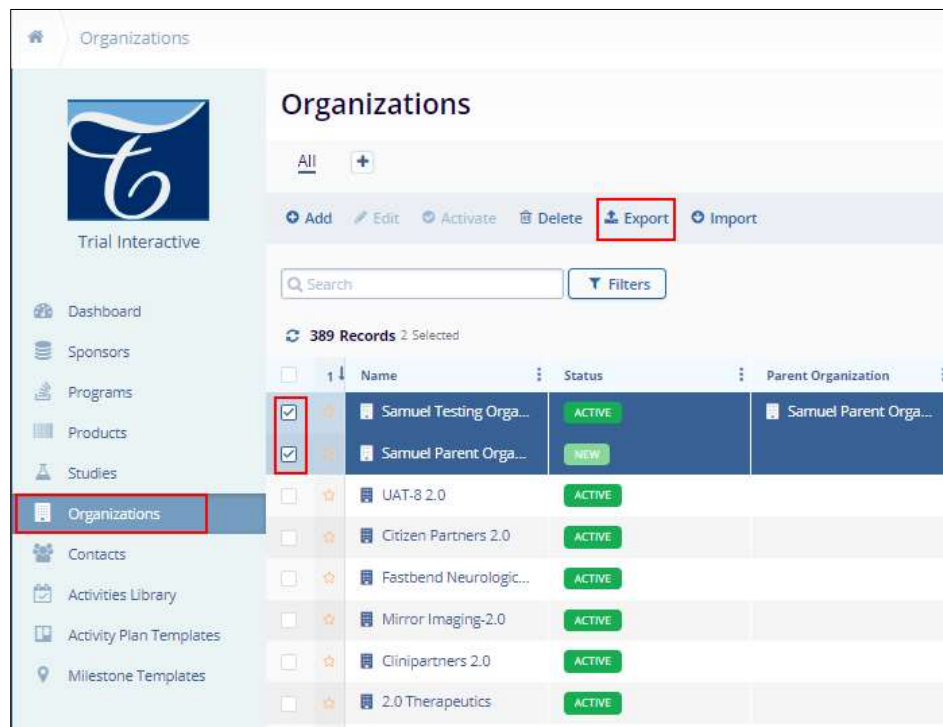 Organizations
Trial Interactive
Dashboard
Sponsors
Programs
Products
Studies
Organizations
Contacts
Activities Library
Activity Plan Templates
Milestone Templates
Organizations
All +
Add Edit Activate Delete Export Import
Search Filters
389 Records 2 Selected
1 Name Status Parent Organization
Samuel Testing Orga... ACTIVE Samuel Parent Orga...
Samuel Parent Orga... NEW
UAT-8 2.0 ACTIVE
Citizen Partners 2.0 ACTIVE
Fastbend Neurologic... ACTIVE
Mirror Imaging-2.0 ACTIVE
Clinipartners 2.0 ACTIVE
2.0 Therapeutics ACTIVE